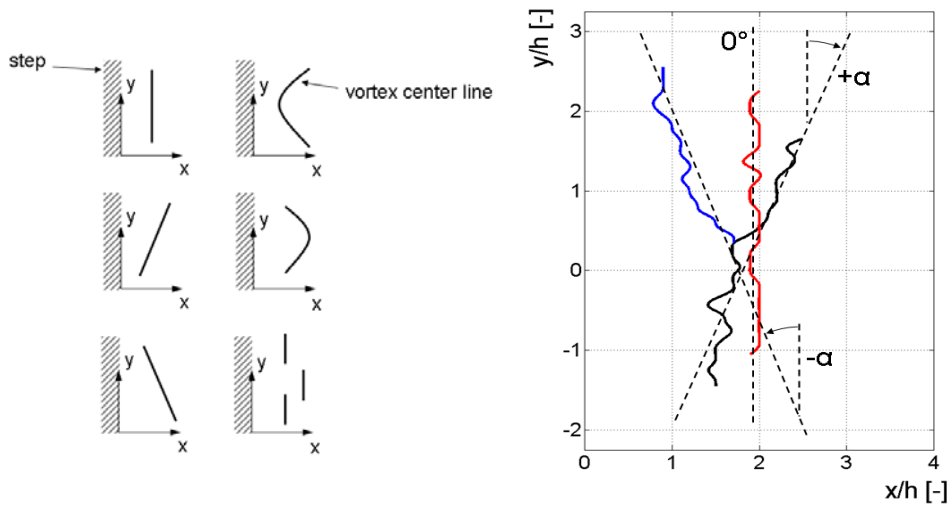 step
y
x
y
x
vortex center line
y
x
y
x
y
x
y
x
y/h [-]
3
2
1
0
-1
-2
0°
+α
-α
0 1 2 3 4
x/h [-]